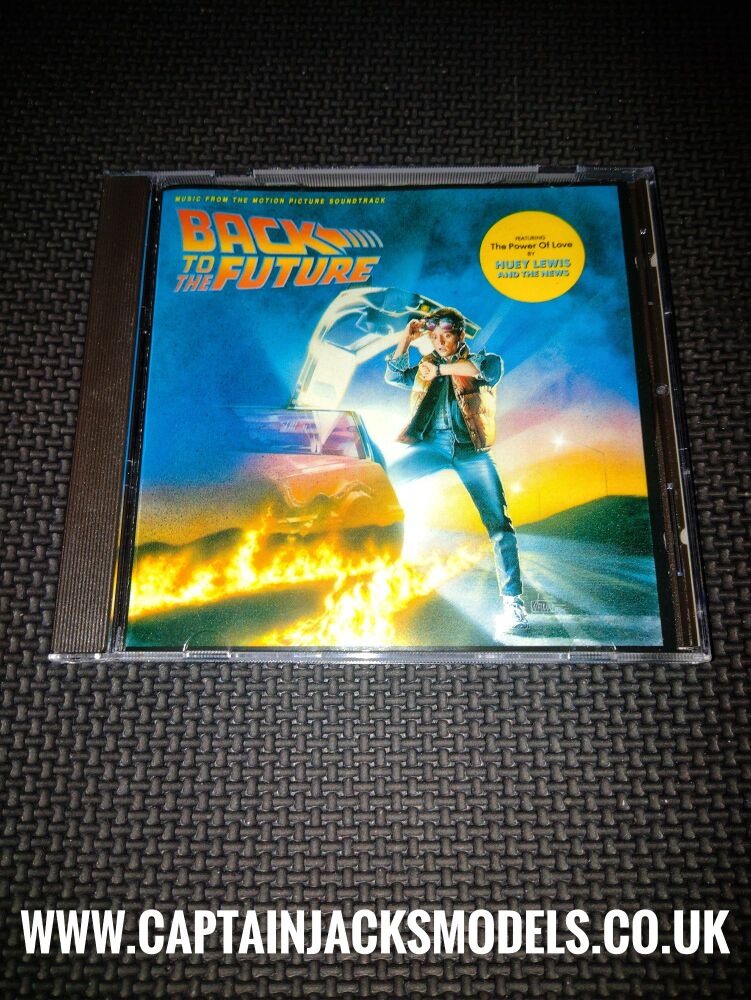 MUSIC FROM THE MOTION PICTURE SOUNDTRACK
BACK
TO
THE FUTURE
FEATURING
The Power Of Love
BY
HUEY LEWIS
AND THE NEWS
WWW.CAPTAINJACKSMODELS.CO.UK